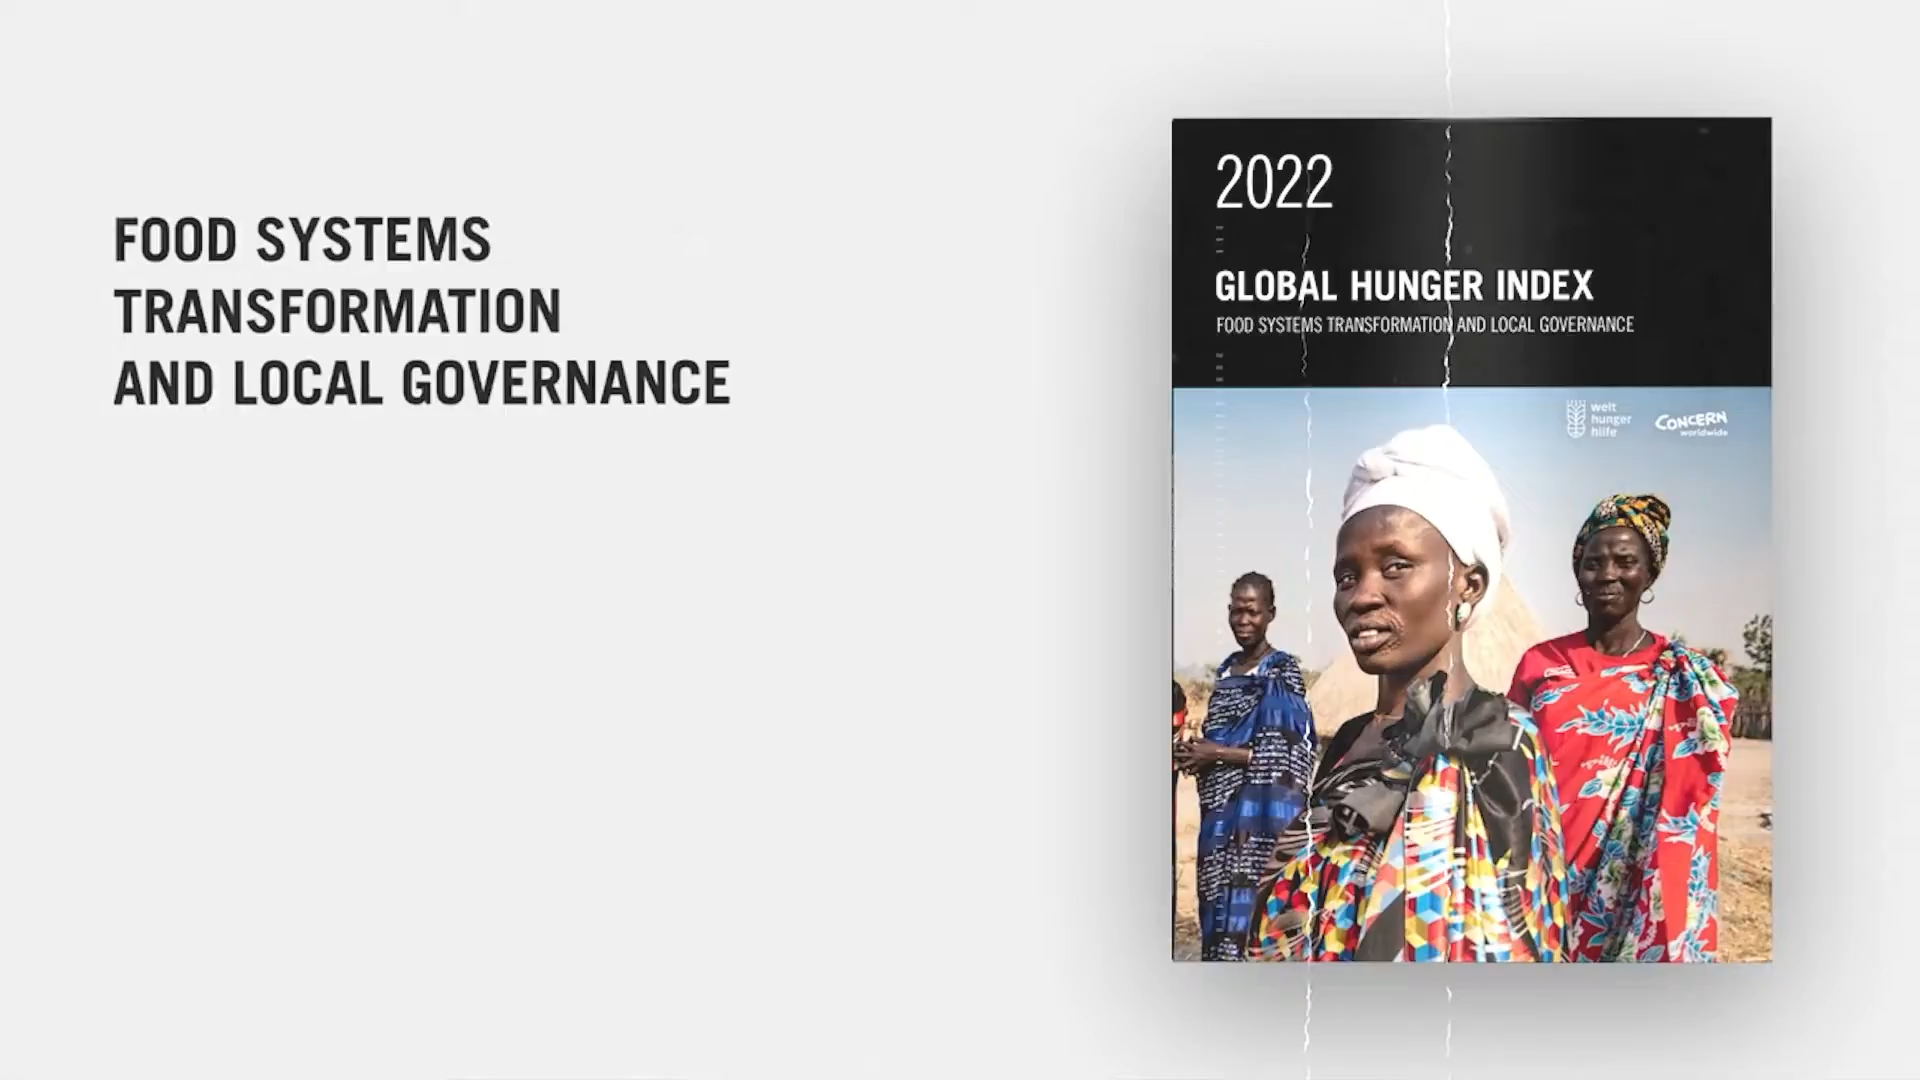 FOOD SYSTEMS
TRANSFORMATION
AND LOCAL GOVERNANCE
2022
GLOBAL HUNGER INDEX
FOOD SYSTEMS TRANSFORMATION AND LOCAL GOVERNANCE
welt
hunger
hilfe
CONCERN
worldwide